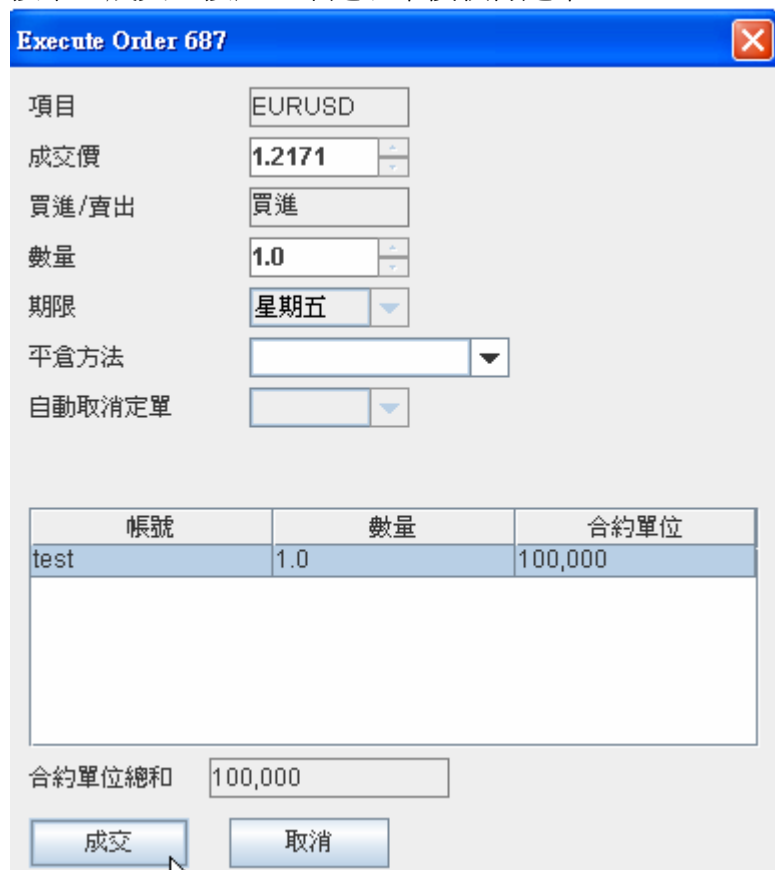 Execute Order 687
項目 EURUSD
成交價 1.2171
買進/賣出 買進
數量 1.0
期限 星期五
平倉方法
自動取消定單
帳號 數量 合約單位
test 1.0 100,000
合約單位總和 100,000
成交 取消